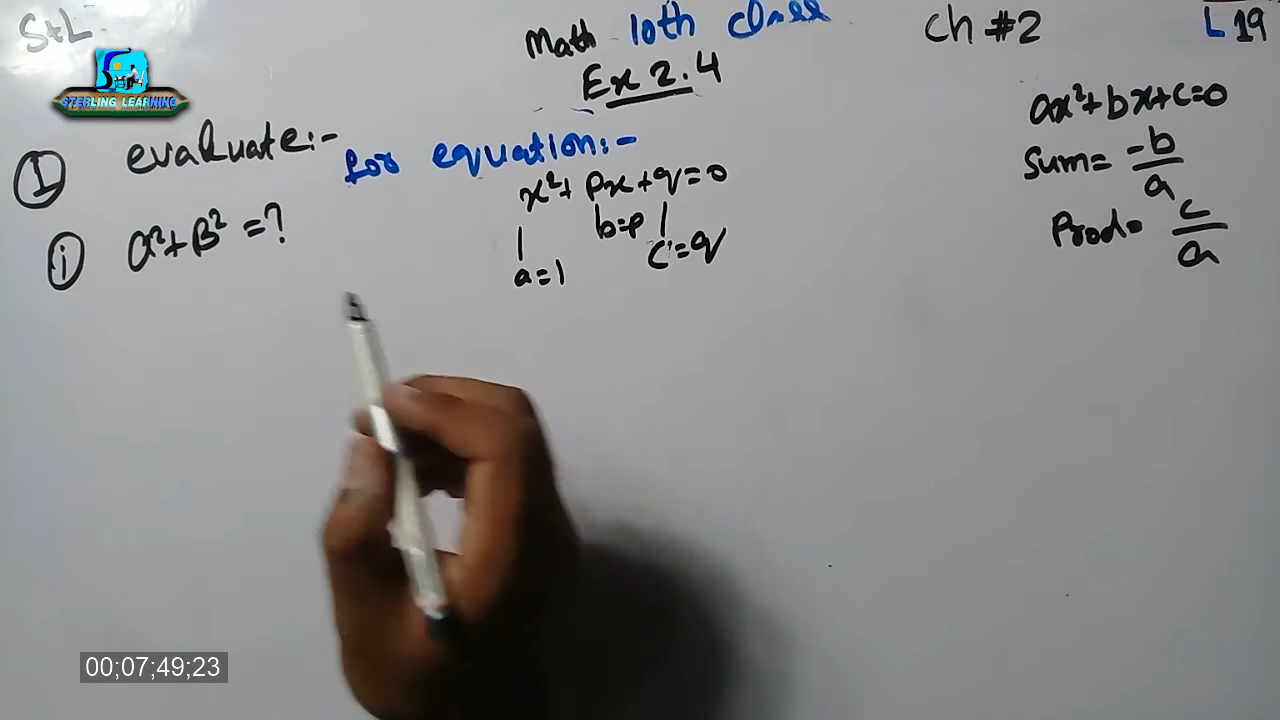 StL
STERLING LEARNING
Math 10th class
Ch #2
L 19
Ex 2.4
① evaluate:-
for equation:-
x²+ px+q=0
a=1
b=p
c=q
ⓘ α²+β² =?
ax²+bx+c=0
Sum= -b/a
Prod= c/a
00;07;49;23